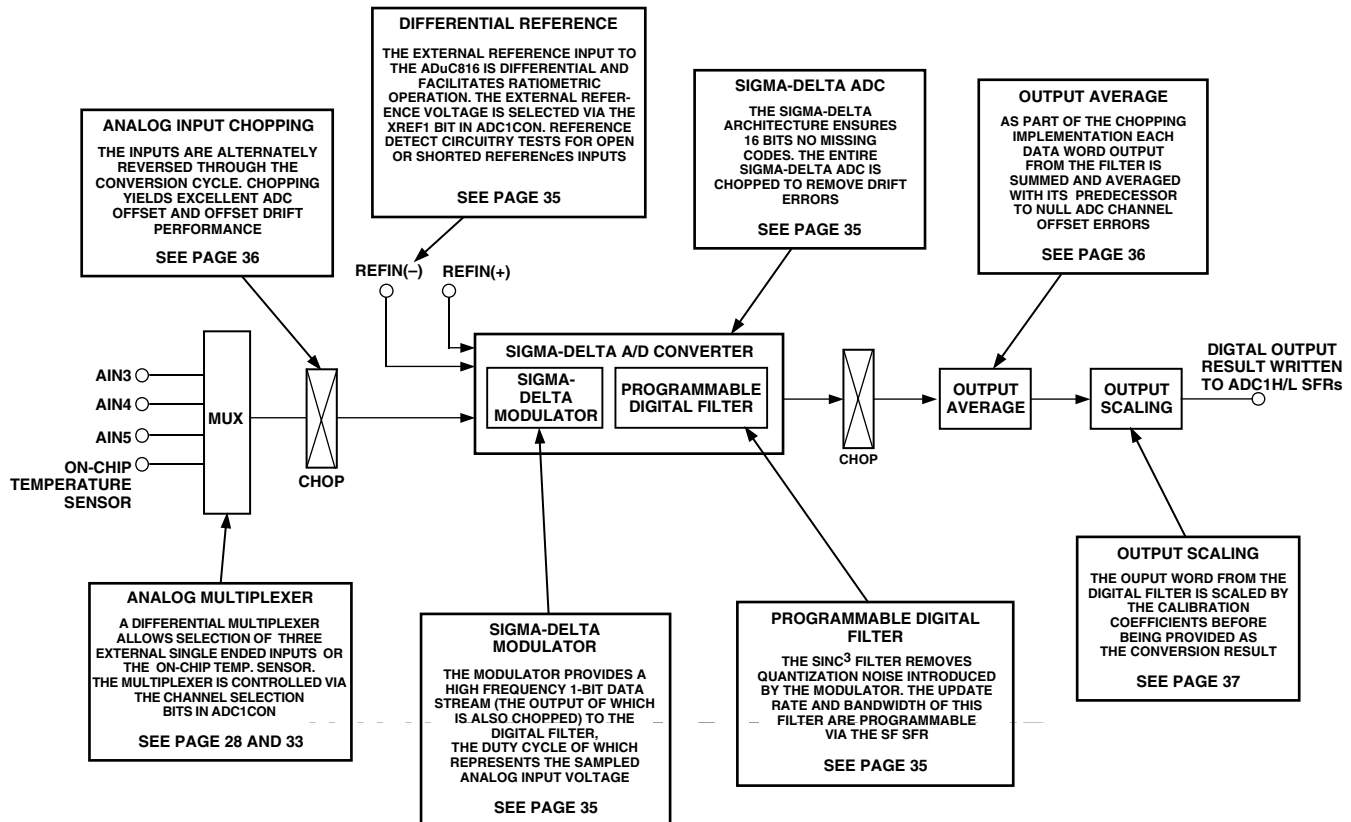 DIFFERENTIAL REFERENCE
THE EXTERNAL REFERENCE INPUT TO
THE ADuC816 IS DIFFERENTIAL AND
FACILITATES RATIOMETRIC
OPERATION. THE EXTERNAL REFER-
ENCE VOLTAGE IS SELECTED VIA THE
XREF1 BIT IN ADC1CON. REFERENCE
DETECT CIRCUITRY TESTS FOR OPEN
OR SHORTED REFERENcES INPUTS
SEE PAGE 35
SIGMA-DELTA ADC
THE SIGMA-DELTA
ARCHITECTURE ENSURES
16 BITS NO MISSING
CODES. THE ENTIRE
SIGMA-DELTA ADC IS
CHOPPED TO REMOVE DRIFT
ERRORS
SEE PAGE 35
OUTPUT AVERAGE
AS PART OF THE CHOPPING
IMPLEMENTATION EACH
DATA WORD OUTPUT
FROM THE FILTER IS
SUMMED AND AVERAGED
WITH ITS PREDECESSOR
TO NULL ADC CHANNEL
OFFSET ERRORS
SEE PAGE 36
ANALOG INPUT CHOPPING
THE INPUTS ARE ALTERNATELY
REVERSED THROUGH THE
CONVERSION CYCLE. CHOPPING
YIELDS EXCELLENT ADC
OFFSET AND OFFSET DRIFT
PERFORMANCE
SEE PAGE 36
REFIN(–) REFIN(+)
AIN3
AIN4
AIN5
ON-CHIP
TEMPERATURE
SENSOR
MUX
CHOP
SIGMA-DELTA A/D CONVERTER
SIGMA-
DELTA
MODULATOR
PROGRAMMABLE
DIGITAL FILTER
CHOP
OUTPUT
AVERAGE
OUTPUT
SCALING
DIGTAL OUTPUT
RESULT WRITTEN
TO ADC1H/L SFRs
ANALOG MULTIPLEXER
A DIFFERENTIAL MULTIPLEXER
ALLOWS SELECTION OF THREE
EXTERNAL SINGLE ENDED INPUTS OR
THE ON-CHIP TEMP. SENSOR.
THE MULTIPLEXER IS CONTROLLED VIA
THE CHANNEL SELECTION
BITS IN ADC1CON
SEE PAGE 28 AND 33
SIGMA-DELTA
MODULATOR
THE MODULATOR PROVIDES A
HIGH FREQUENCY 1-BIT DATA
STREAM (THE OUTPUT OF WHICH
IS ALSO CHOPPED) TO THE
DIGITAL FILTER,
THE DUTY CYCLE OF WHICH
REPRESENTS THE SAMPLED
ANALOG INPUT VOLTAGE
SEE PAGE 35
PROGRAMMABLE DIGITAL
FILTER
THE SINC³ FILTER REMOVES
QUANTIZATION NOISE INTRODUCED
BY THE MODULATOR. THE UPDATE
RATE AND BANDWIDTH OF THIS
FILTER ARE PROGRAMMABLE
VIA THE SF SFR
SEE PAGE 35
OUTPUT SCALING
THE OUPUT WORD FROM THE
DIGITAL FILTER IS SCALED BY
THE CALIBRATION
COEFFICIENTS BEFORE
BEING PROVIDED AS
THE CONVERSION RESULT
SEE PAGE 37